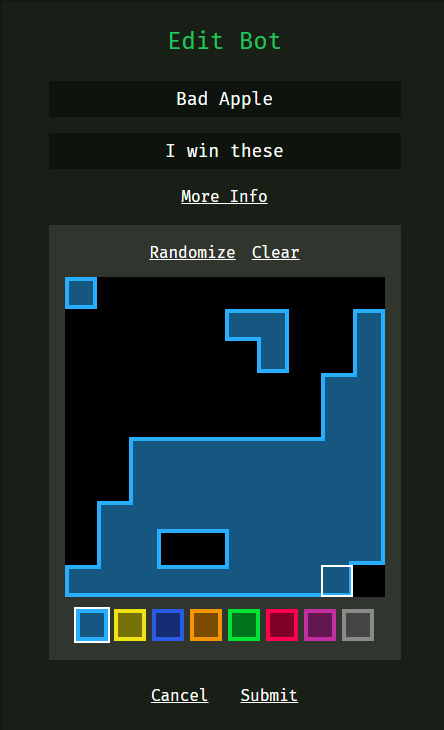 Edit Bot
Bad Apple
I win these
More Info
Randomize Clear
Cancel Submit